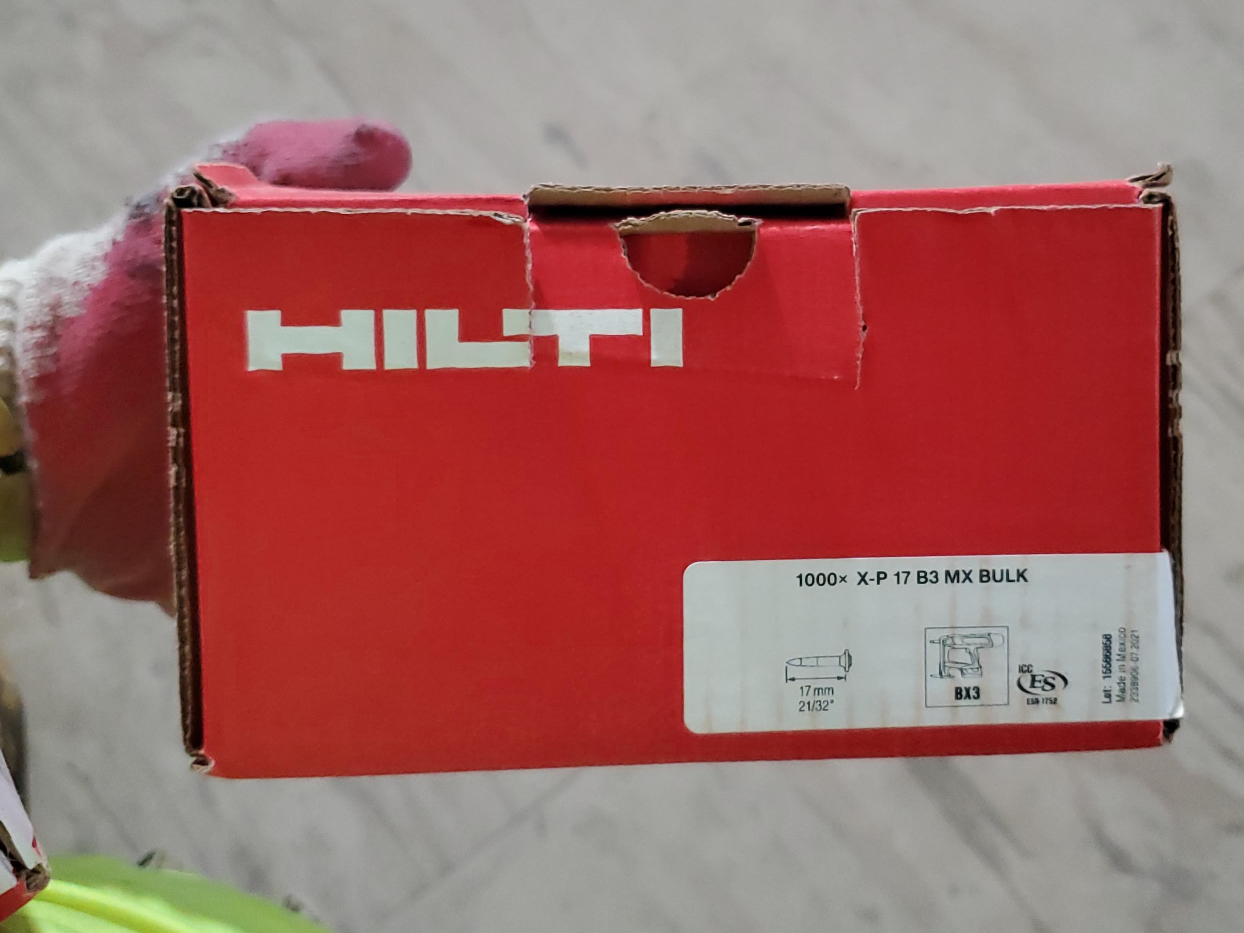 HILTI
1000× X-P 17 B3 MX BULK
17 mm
21/32"
BX3
ICC
ES
ESR-1752
Made in Mexico